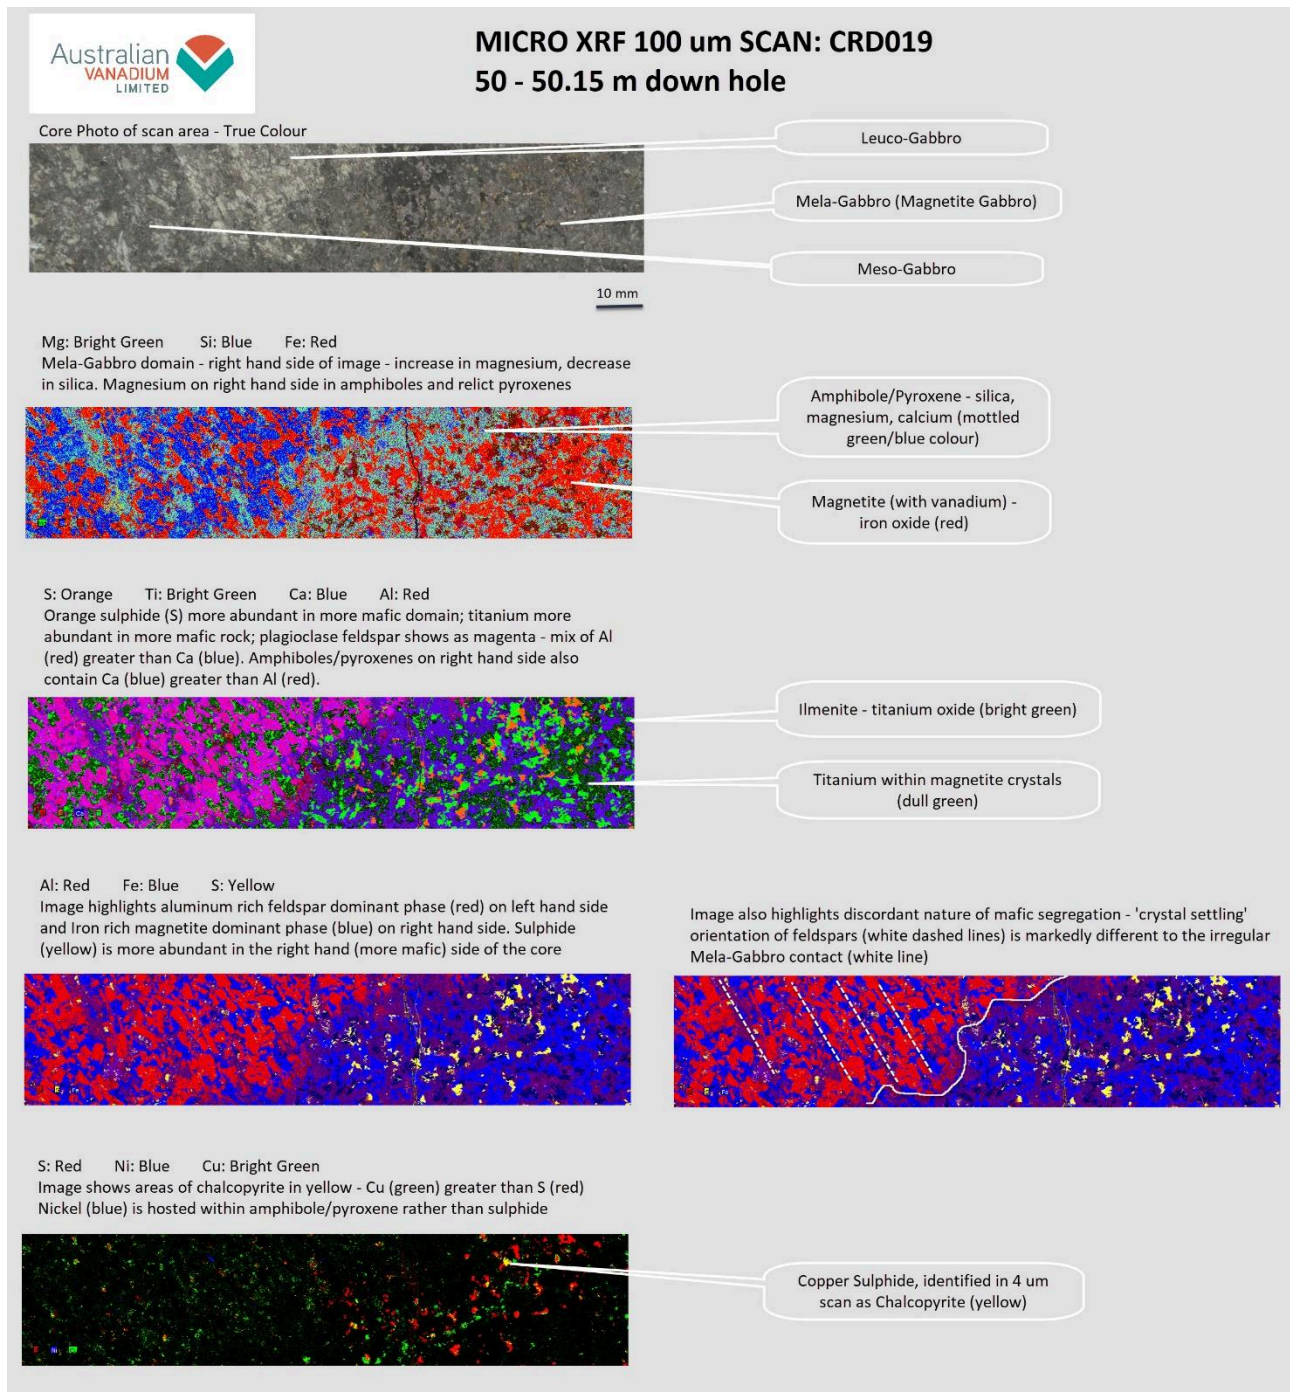 Australian
VANADIUM
LIMITED
MICRO XRF 100 um SCAN: CRD019
50 - 50.15 m down hole
Core Photo of scan area - True Colour
Leuco-Gabbro
Mela-Gabbro (Magnetite Gabbro)
Meso-Gabbro
10 mm
Mg: Bright Green Si: Blue Fe: Red
Mela-Gabbro domain - right hand side of image - increase in magnesium, decrease
in silica. Magnesium on right hand side in amphiboles and relict pyroxenes
Amphibole/Pyroxene - silica,
magnesium, calcium (mottled
green/blue colour)
Magnetite (with vanadium) -
iron oxide (red)
S: Orange Ti: Bright Green Ca: Blue Al: Red
Orange sulphide (S) more abundant in more mafic domain; titanium more
abundant in more mafic rock; plagioclase feldspar shows as magenta - mix of Al
(red) greater than Ca (blue). Amphiboles/pyroxenes on right hand side also
contain Ca (blue) greater than Al (red).
Ilmenite - titanium oxide (bright green)
Titanium within magnetite crystals
(dull green)
Ca
Al: Red Fe: Blue S: Yellow
Image highlights aluminum rich feldspar dominant phase (red) on left hand side
and Iron rich magnetite dominant phase (blue) on right hand side. Sulphide
(yellow) is more abundant in the right hand (more mafic) side of the core
Image also highlights discordant nature of mafic segregation - 'crystal settling'
orientation of feldspars (white dashed lines) is markedly different to the irregular
Mela-Gabbro contact (white line)
S: Red Ni: Blue Cu: Bright Green
Image shows areas of chalcopyrite in yellow - Cu (green) greater than S (red)
Nickel (blue) is hosted within amphibole/pyroxene rather than sulphide
Copper Sulphide, identified in 4 um
scan as Chalcopyrite (yellow)
Ni